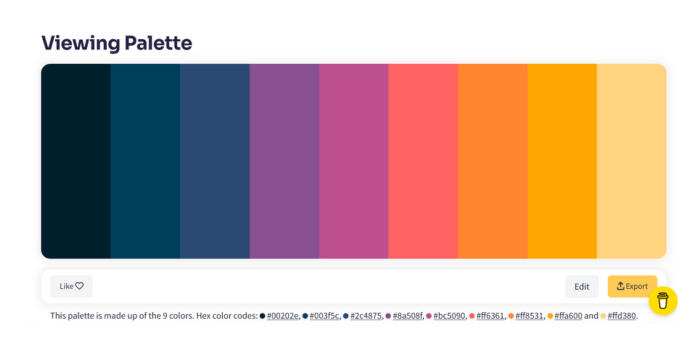 Viewing Palette
Like
Edit
Export
This palette is made up of the 9 colors. Hex color codes: #00202e, #003f5c, #2c4875, #8a508f, #bc5090, #ff6361, #ff8531, #ffa600 and #ffd380.